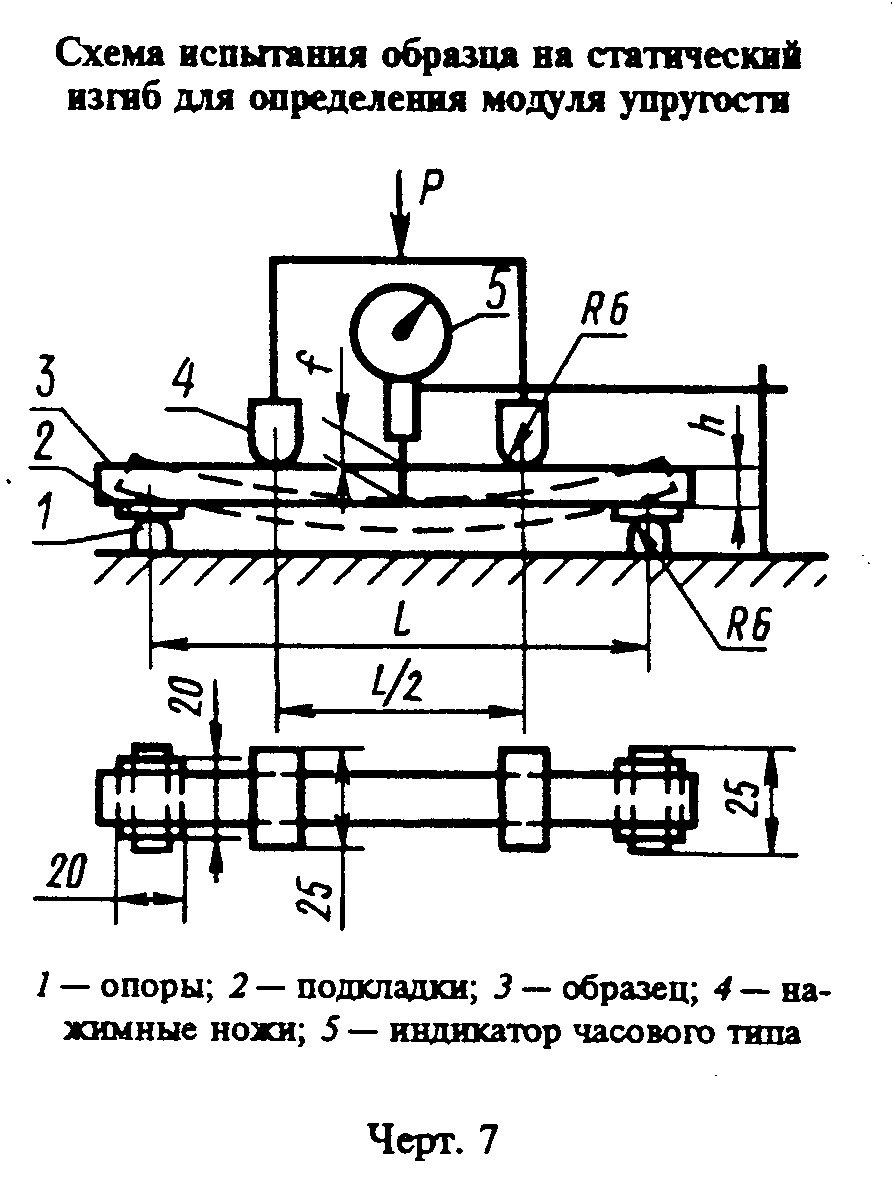 Схема испытания образца на статический
изгиб для определения модуля упругости
P
5
R6
f
3
4
h
2
1
L
R6
L/2
20
25
20
25
1 — опоры; 2 — подкладки; 3 — образец; 4 — на-
жимные ножи; 5 — индикатор часового типа
Черт. 7